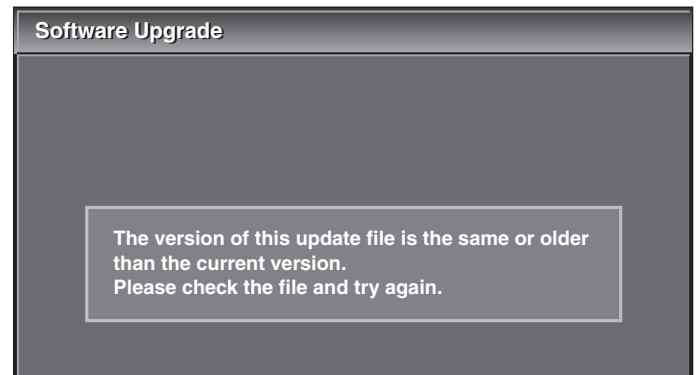 Software Upgrade
The version of this update file is the same or older
than the current version.
Please check the file and try again.